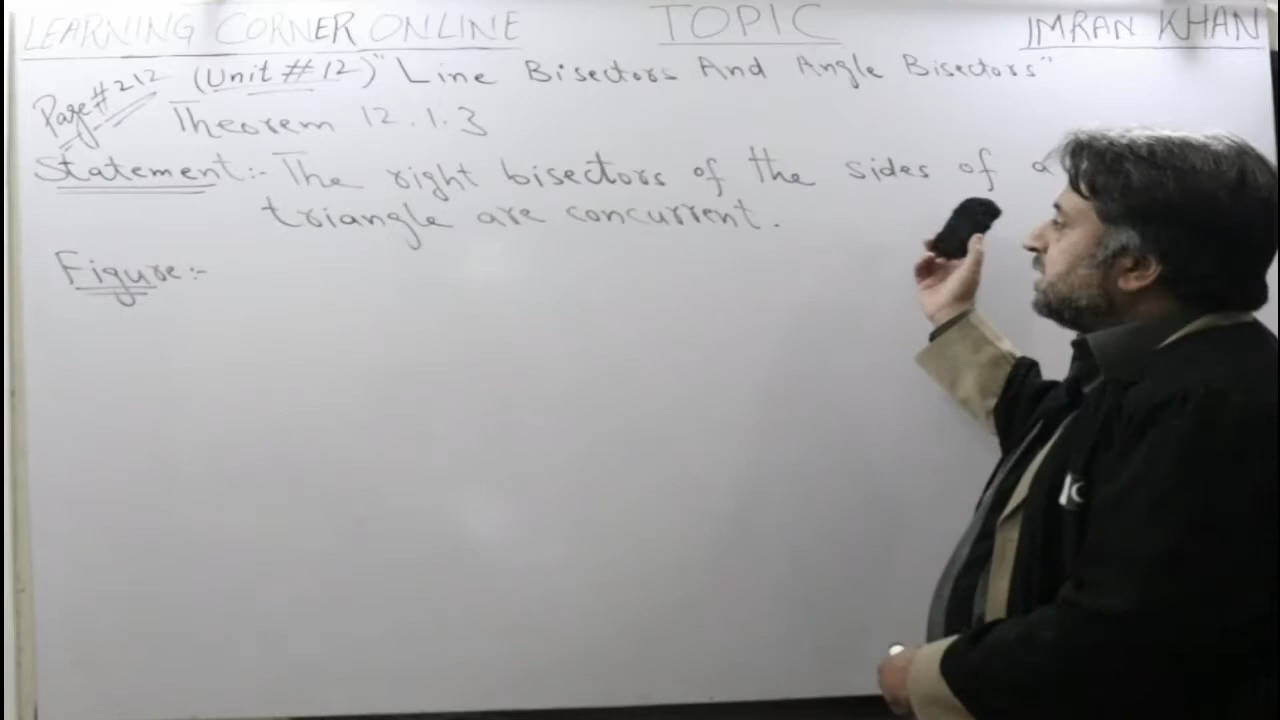 LEARNING CORNER ONLINE TOPIC IMRAN KHAN
Page#212 (Unit # 12) "Line Bisectors And Angle Bisectors"
Theorem 12.1.3
Statement:- The right bisectors of the sides of a
triangle are concurrent.
Figure:-